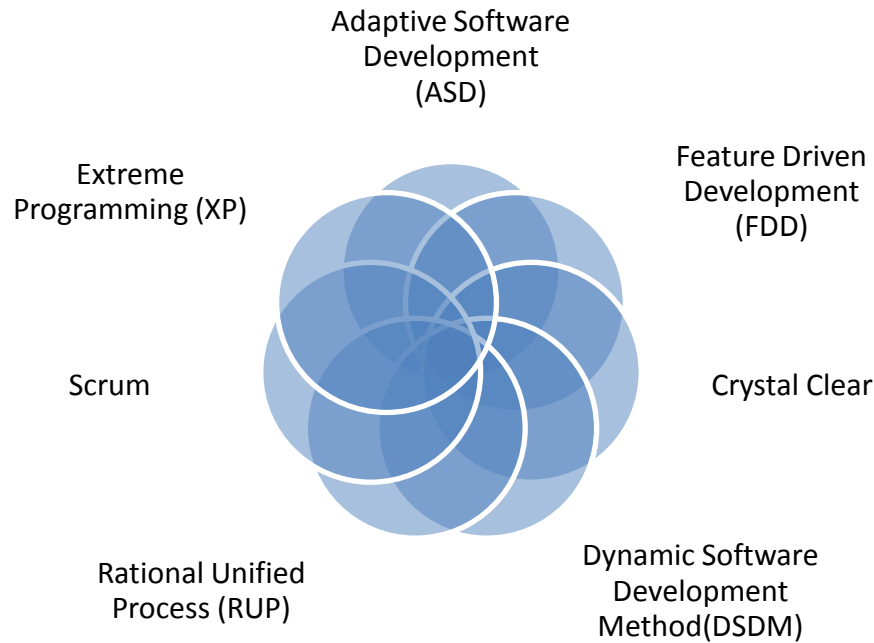 Adaptive Software
Development
(ASD)
Feature Driven
Development
(FDD)
Crystal Clear
Dynamic Software
Development
Method(DSDM)
Rational Unified
Process (RUP)
Scrum
Extreme
Programming (XP)